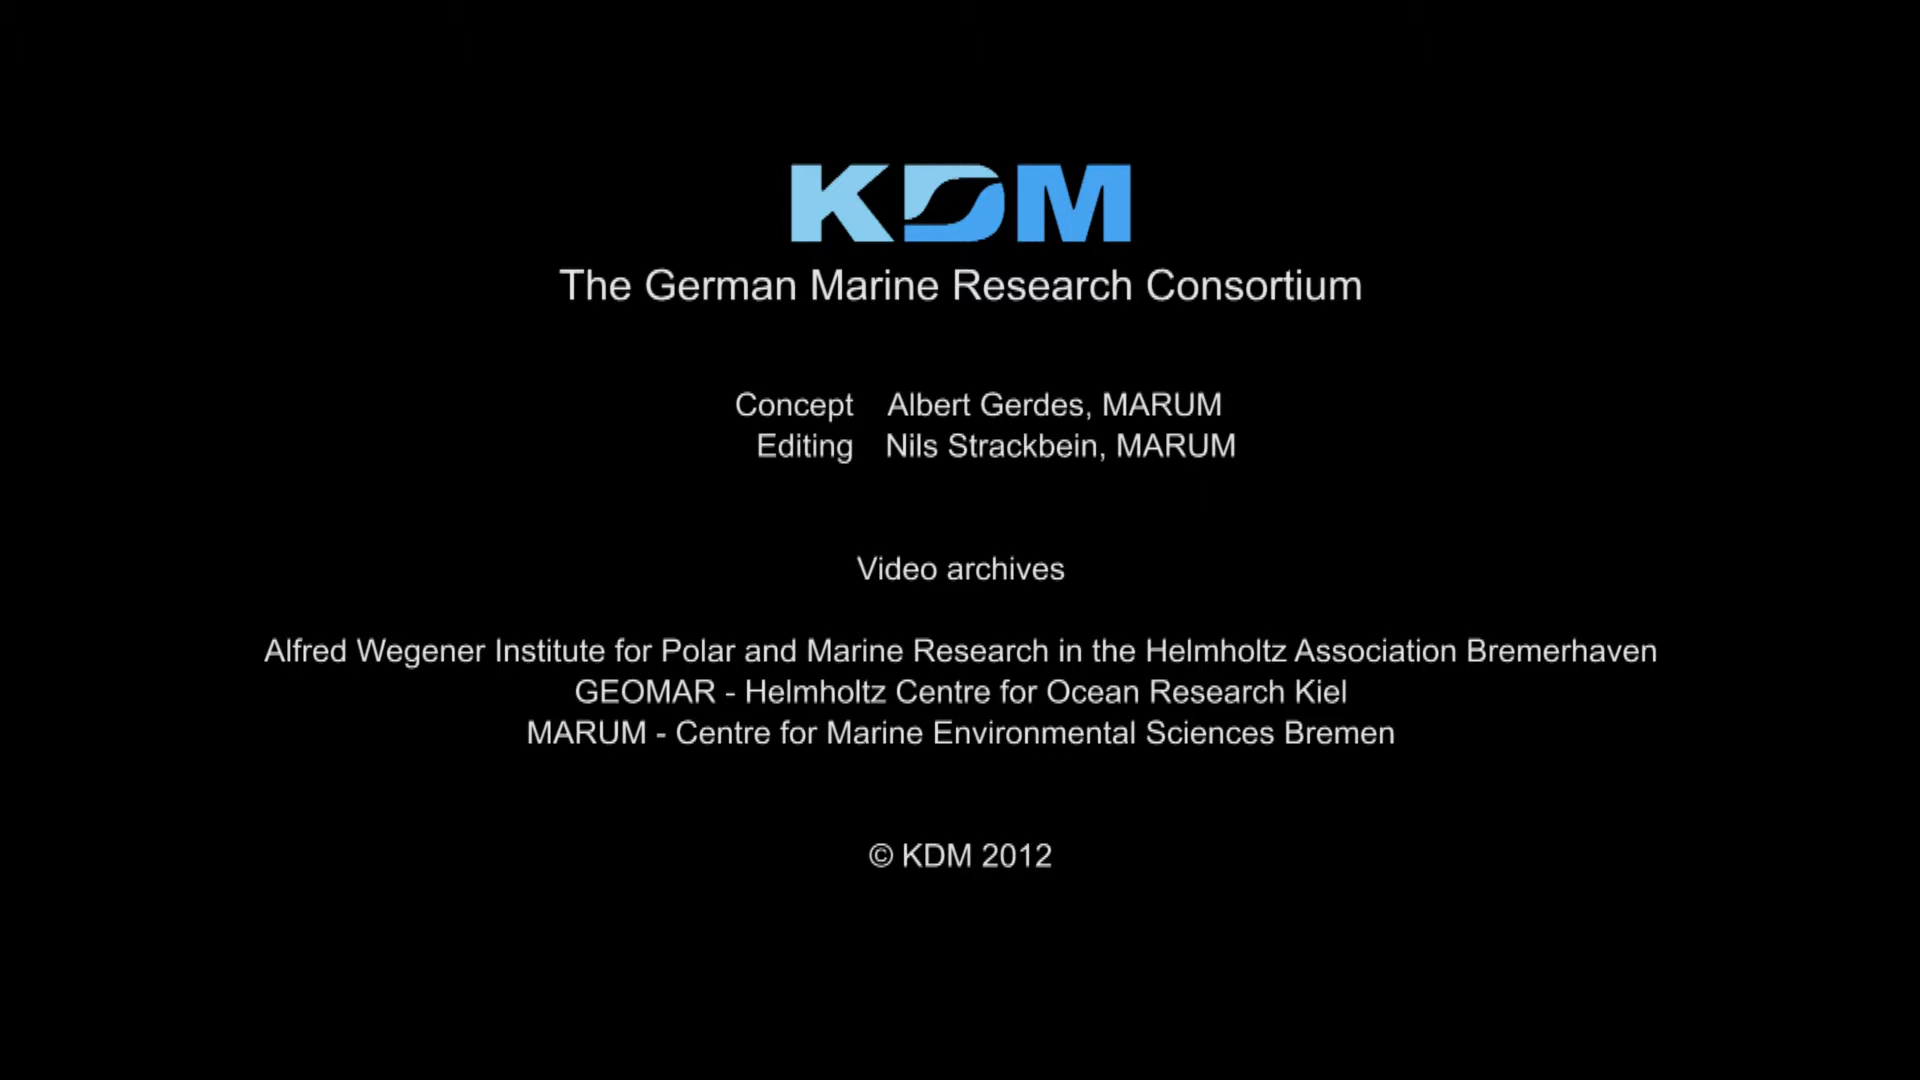 KDM
The German Marine Research Consortium
Concept Albert Gerdes, MARUM
Editing Nils Strackbein, MARUM
Video archives
Alfred Wegener Institute for Polar and Marine Research in the Helmholtz Association Bremerhaven
GEOMAR - Helmholtz Centre for Ocean Research Kiel
MARUM - Centre for Marine Environmental Sciences Bremen
© KDM 2012